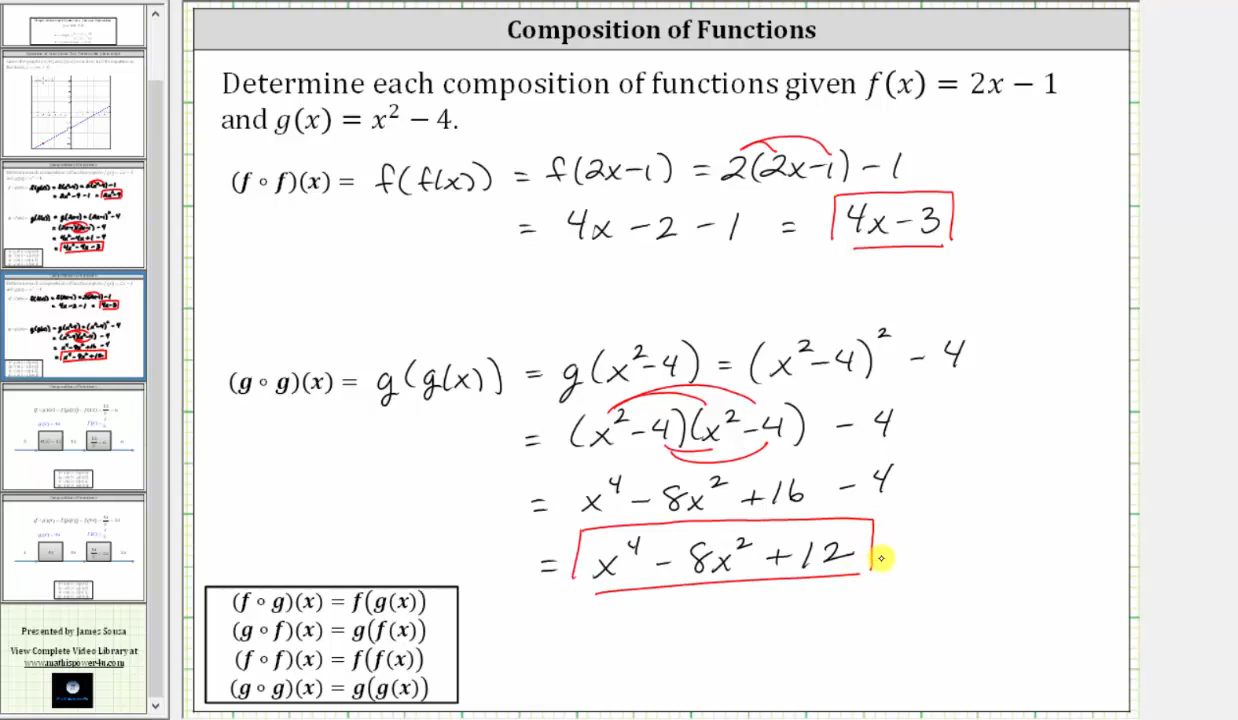 Composition of Functions
Determine each composition of functions given f(x) = 2x − 1
and g(x) = x² − 4.
(f ∘ f)(x) = f(f(x)) = f(2x−1) = 2(2x−1) − 1
= 4x − 2 − 1 = 4x − 3
(g ∘ g)(x) = g(g(x)) = g(x²−4) = (x²−4)² − 4
= (x²−4)(x²−4) − 4
= x⁴ − 8x² + 16 − 4
= x⁴ − 8x² + 12
(f ∘ g)(x) = f(g(x))
(g ∘ f)(x) = g(f(x))
(f ∘ f)(x) = f(f(x))
(g ∘ g)(x) = g(g(x))
Presented by James Sousa
View Complete Video Library at
www.mathispower4u.com